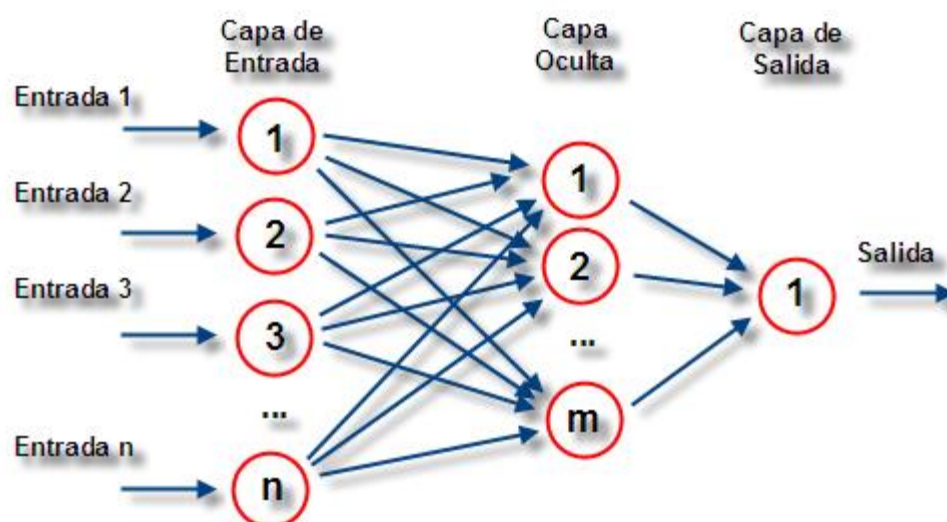 Capa de
Entrada
Capa
Oculta
Capa de
Salida
Entrada 1
1
Entrada 2
2
Entrada 3
3
...
Entrada n
n
1
2
...
m
1
Salida